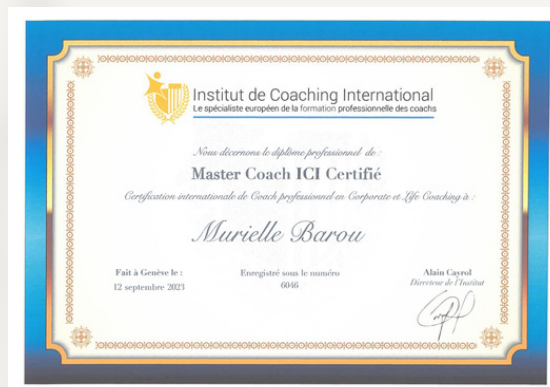 Institut de Coaching International
Le spécialiste européen de la formation professionnelle des coachs
Nous décernons le diplôme professionnel de :
Master Coach ICI Certifié
Certification internationale de Coach professionnel en Corporate et Life Coaching à :
Murielle Barou
Fait à Genève le :
12 septembre 2023
Enregistré sous le numéro
6046
Alain Cayrol
Directeur de l'Institut